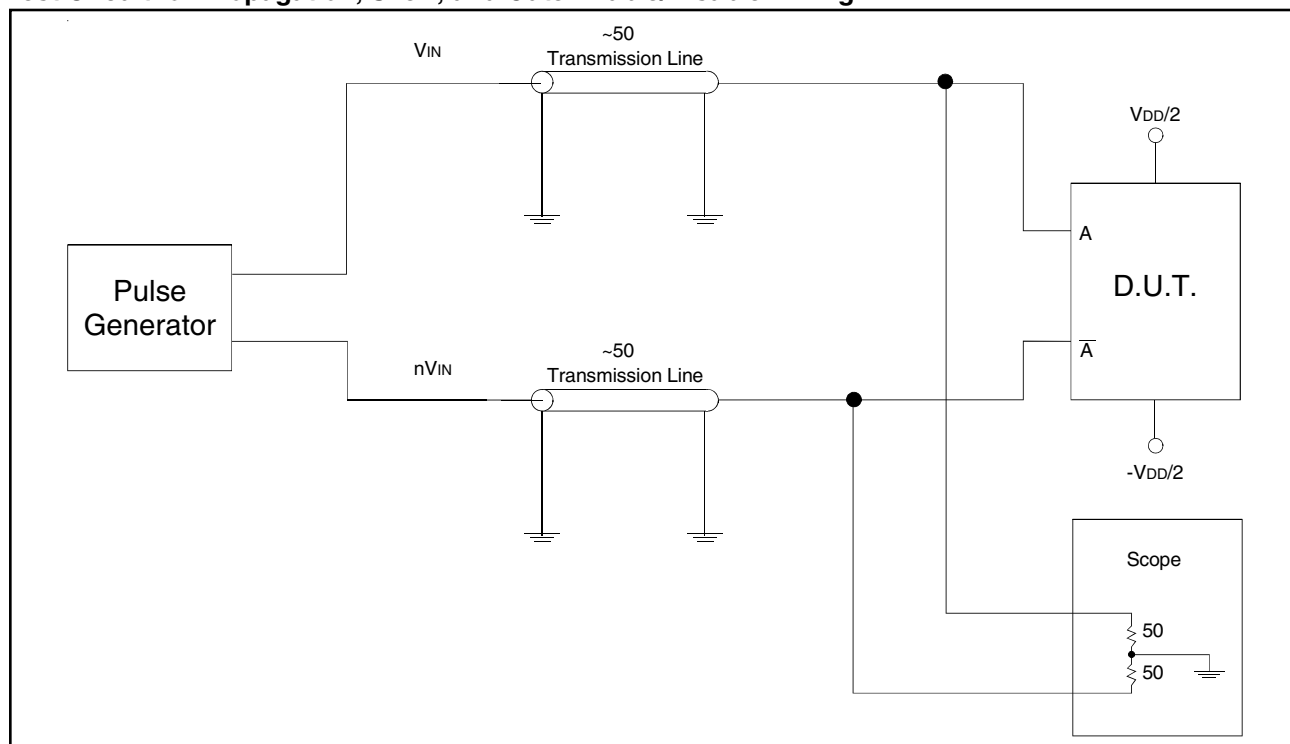 VIN
~50
Transmission Line
VDD/2
A
D.U.T.
Pulse
Generator
A̅
~50
Transmission Line
nVIN
-VDD/2
Scope
50
50